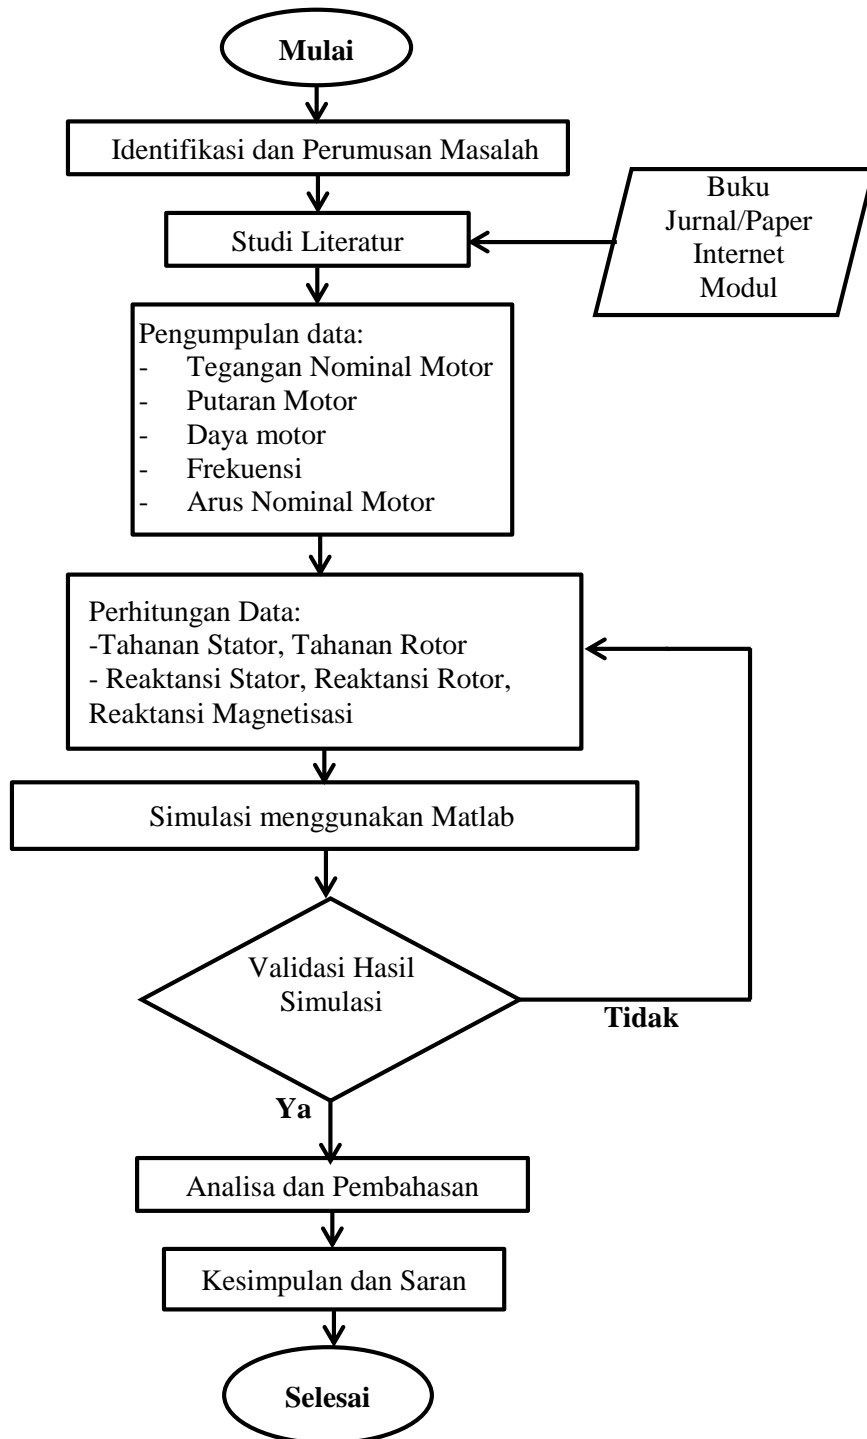 Mulai
Identifikasi dan Perumusan Masalah
Studi Literatur
Buku
Jurnal/Paper
Internet
Modul
Pengumpulan data:
- Tegangan Nominal Motor
- Putaran Motor
- Daya motor
- Frekuensi
- Arus Nominal Motor
Perhitungan Data:
-Tahanan Stator, Tahanan Rotor
- Reaktansi Stator, Reaktansi Rotor,
Reaktansi Magnetisasi
Simulasi menggunakan Matlab
Validasi Hasil
Simulasi
Tidak
Ya
Analisa dan Pembahasan
Kesimpulan dan Saran
Selesai